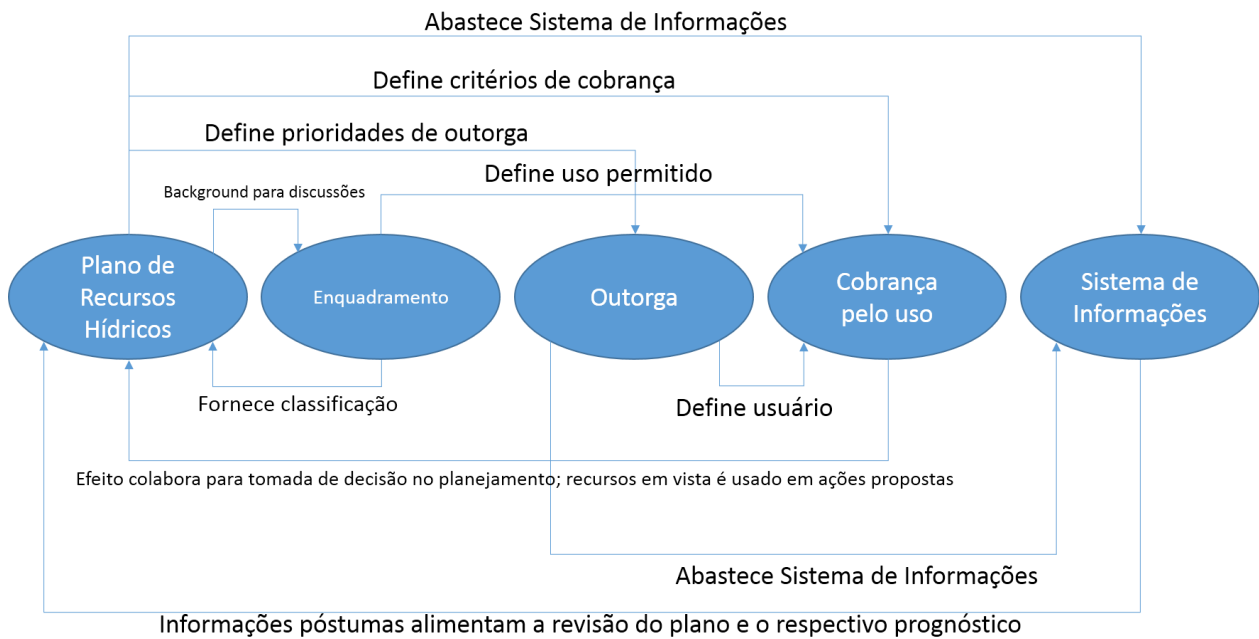 Abastece Sistema de Informações
Define critérios de cobrança
Define prioridades de outorga
Define uso permitido
Background para discussões
Plano de
Recursos
Hídricos
Enquadramento
Outorga
Cobrança
pelo uso
Sistema de
Informações
Fornece classificação
Define usuário
Efeito colabora para tomada de decisão no planejamento; recursos em vista é usado em ações propostas
Abastece Sistema de Informações
Informações póstumas alimentam a revisão do plano e o respectivo prognóstico